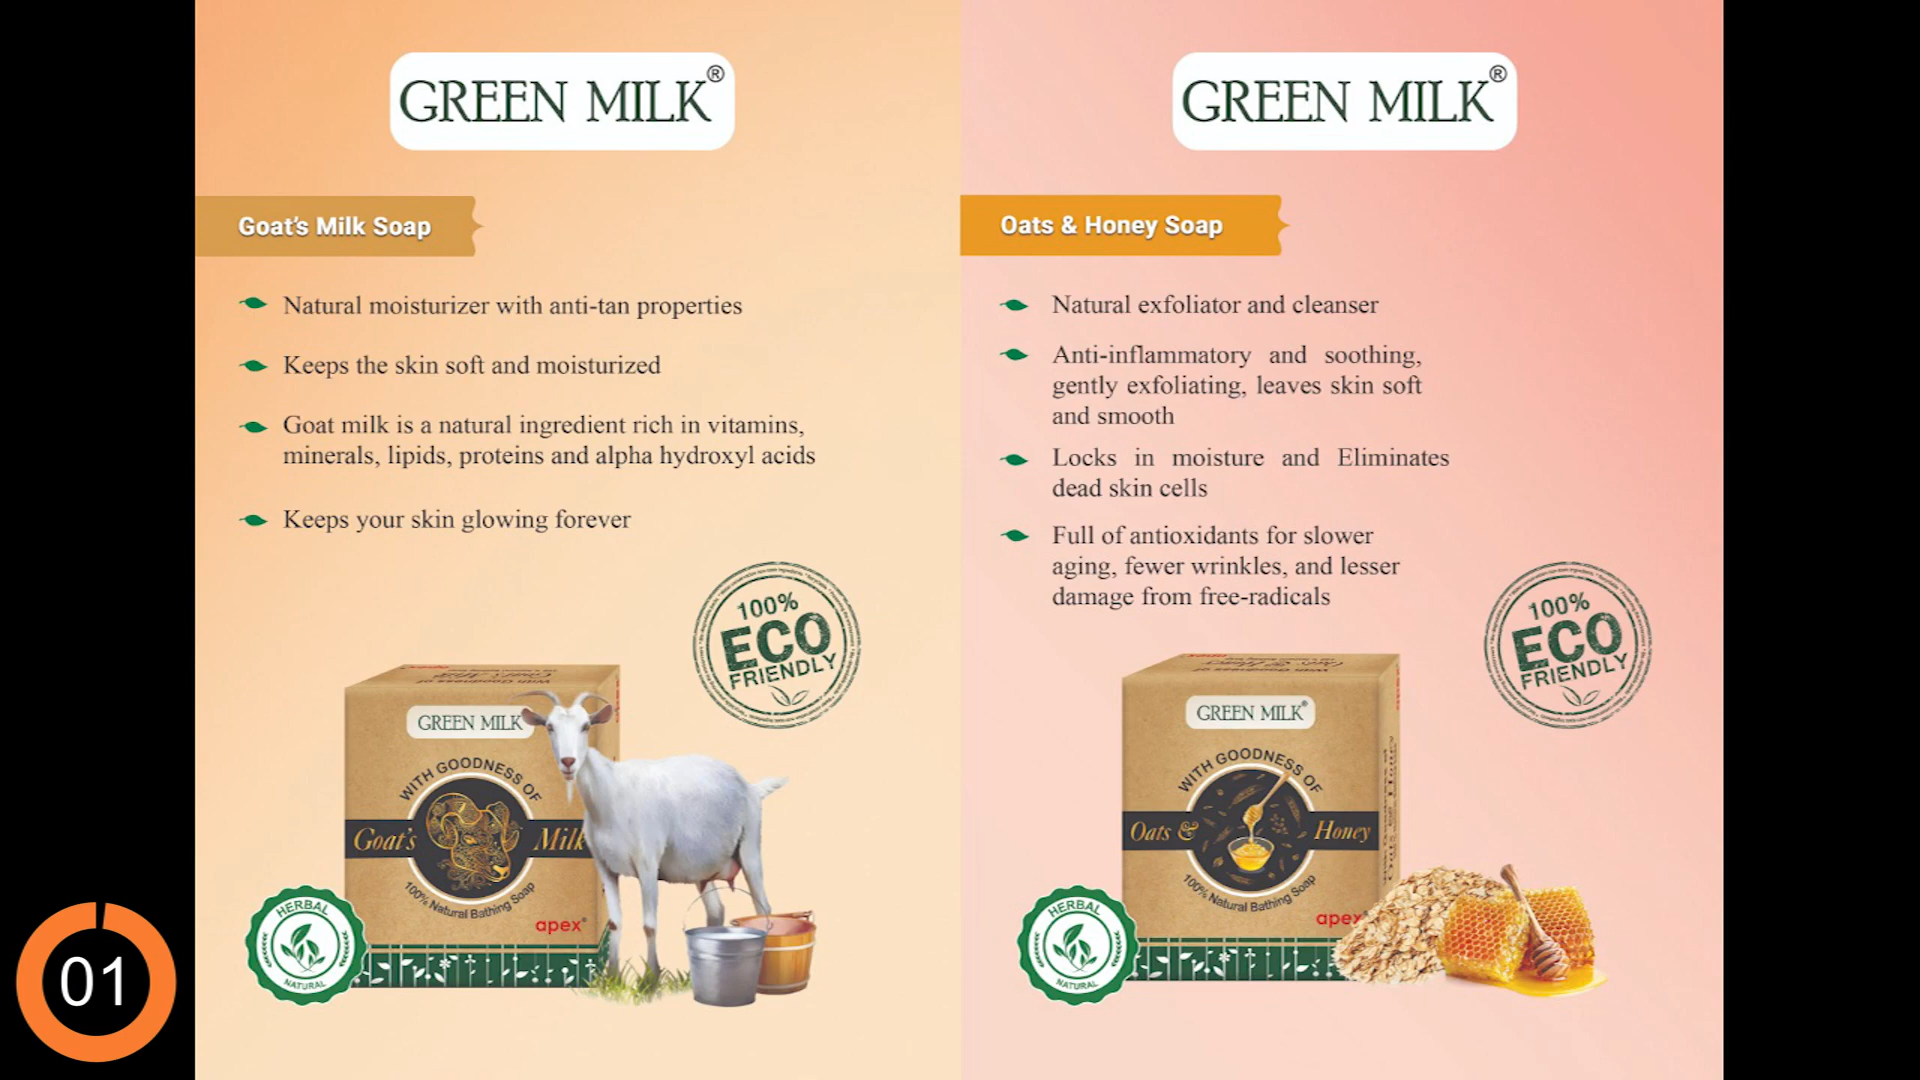 GREEN MILK®
Goat's Milk Soap
Natural moisturizer with anti-tan properties
Keeps the skin soft and moisturized
Goat milk is a natural ingredient rich in vitamins,
minerals, lipids, proteins and alpha hydroxyl acids
Keeps your skin glowing forever
100%
ECO
FRIENDLY
GREEN MILK
WITH GOODNESS OF
Goat's Milk
100% Natural Bathing Soap
apex®
HERBAL
NATURAL
01
GREEN MILK®
Oats & Honey Soap
Natural exfoliator and cleanser
Anti-inflammatory and soothing,
gently exfoliating, leaves skin soft
and smooth
Locks in moisture and Eliminates
dead skin cells
Full of antioxidants for slower
aging, fewer wrinkles, and lesser
damage from free-radicals
100%
ECO
FRIENDLY
GREEN MILK®
WITH GOODNESS OF
Oats & Honey
100% Natural Bathing Soap
apex
HERBAL
NATURAL